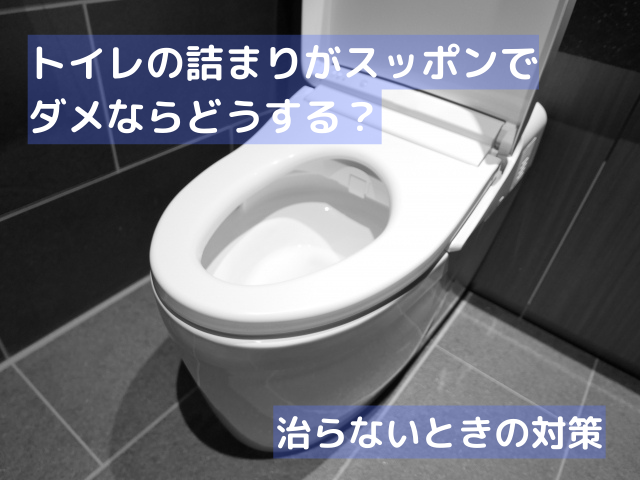 トイレの詰まりがスッポンで
ダメならどうする？
治らないときの対策